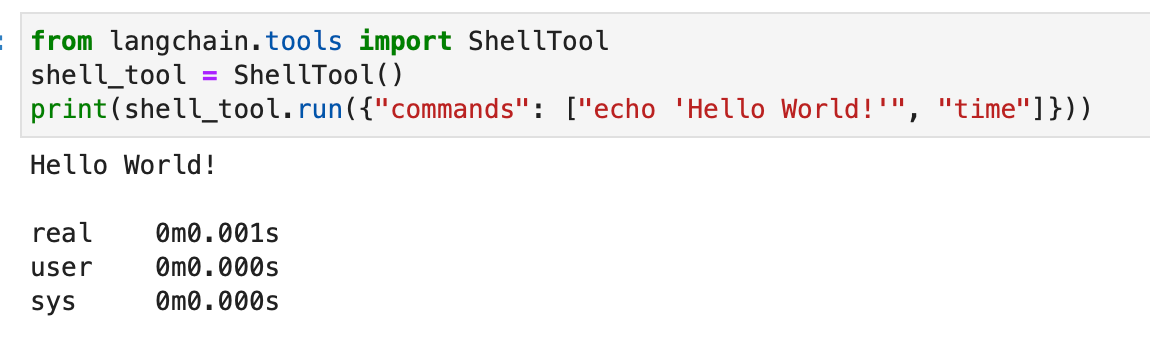 :
from langchain.tools import ShellTool
shell_tool = ShellTool()
print(shell_tool.run({"commands": ["echo 'Hello World!'", "time"]}))
Hello World!
real    0m0.001s
user    0m0.000s
sys     0m0.000s